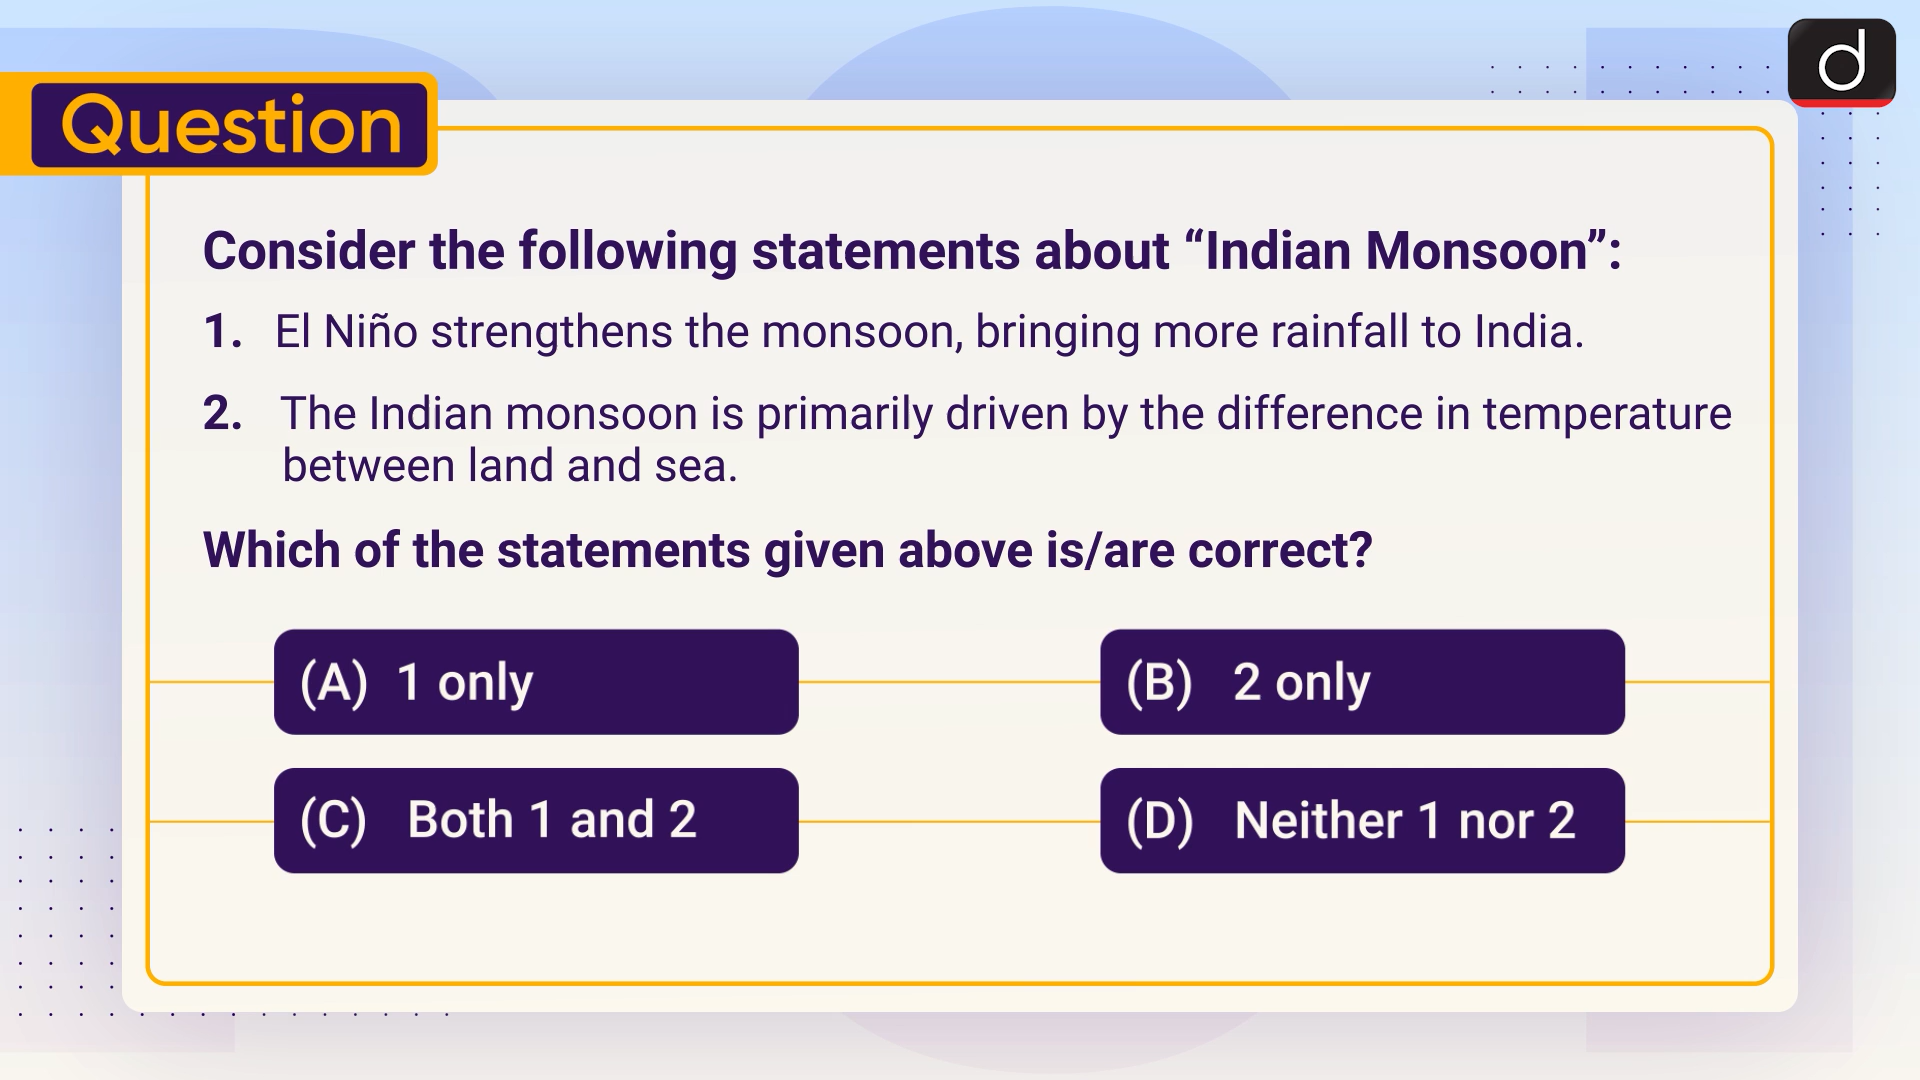 Question
d
Consider the following statements about “Indian Monsoon”:
1. El Niño strengthens the monsoon, bringing more rainfall to India.
2. The Indian monsoon is primarily driven by the difference in temperature
between land and sea.
Which of the statements given above is/are correct?
(A) 1 only
(B) 2 only
(C) Both 1 and 2
(D) Neither 1 nor 2